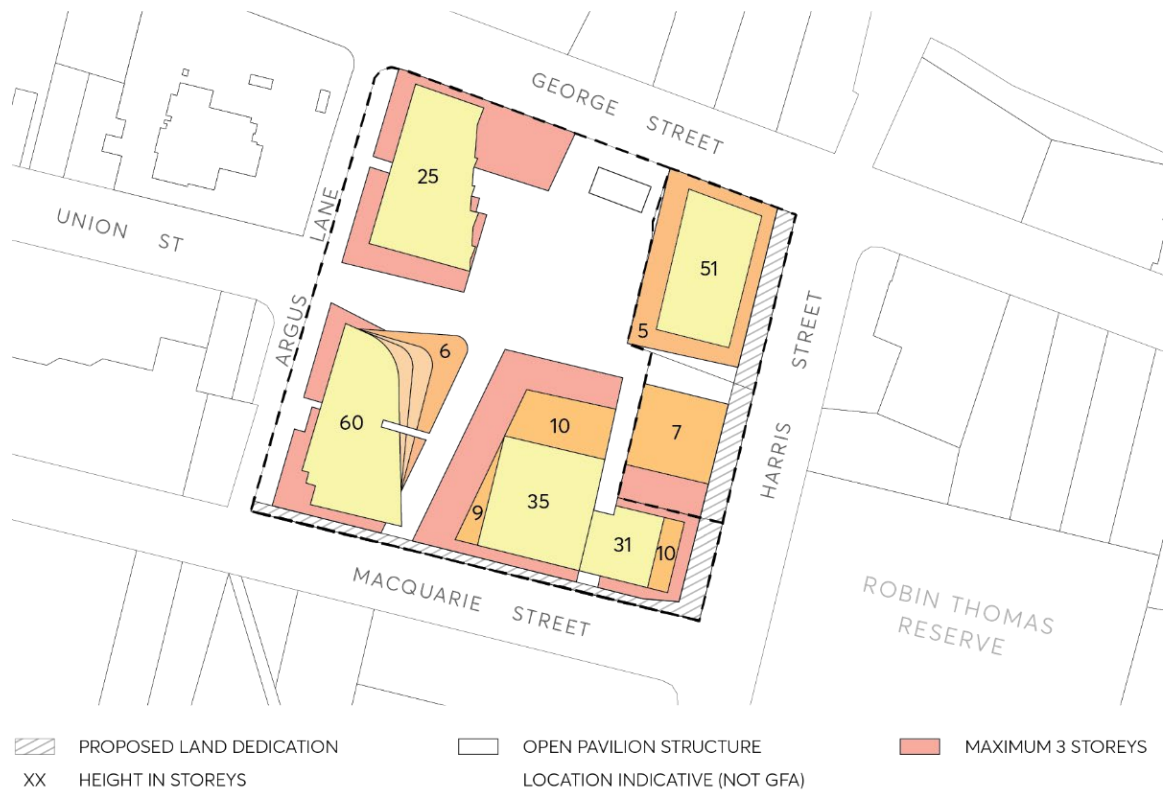 GEORGE STREET
25
UNION ST
LANE
51
5
STREET
ARGUS
6
60
10
7
HARRIS
9
35
31
10
MACQUARIE STREET
ROBIN THOMAS
RESERVE
PROPOSED LAND DEDICATION
OPEN PAVILION STRUCTURE
MAXIMUM 3 STOREYS
XX HEIGHT IN STOREYS
LOCATION INDICATIVE (NOT GFA)